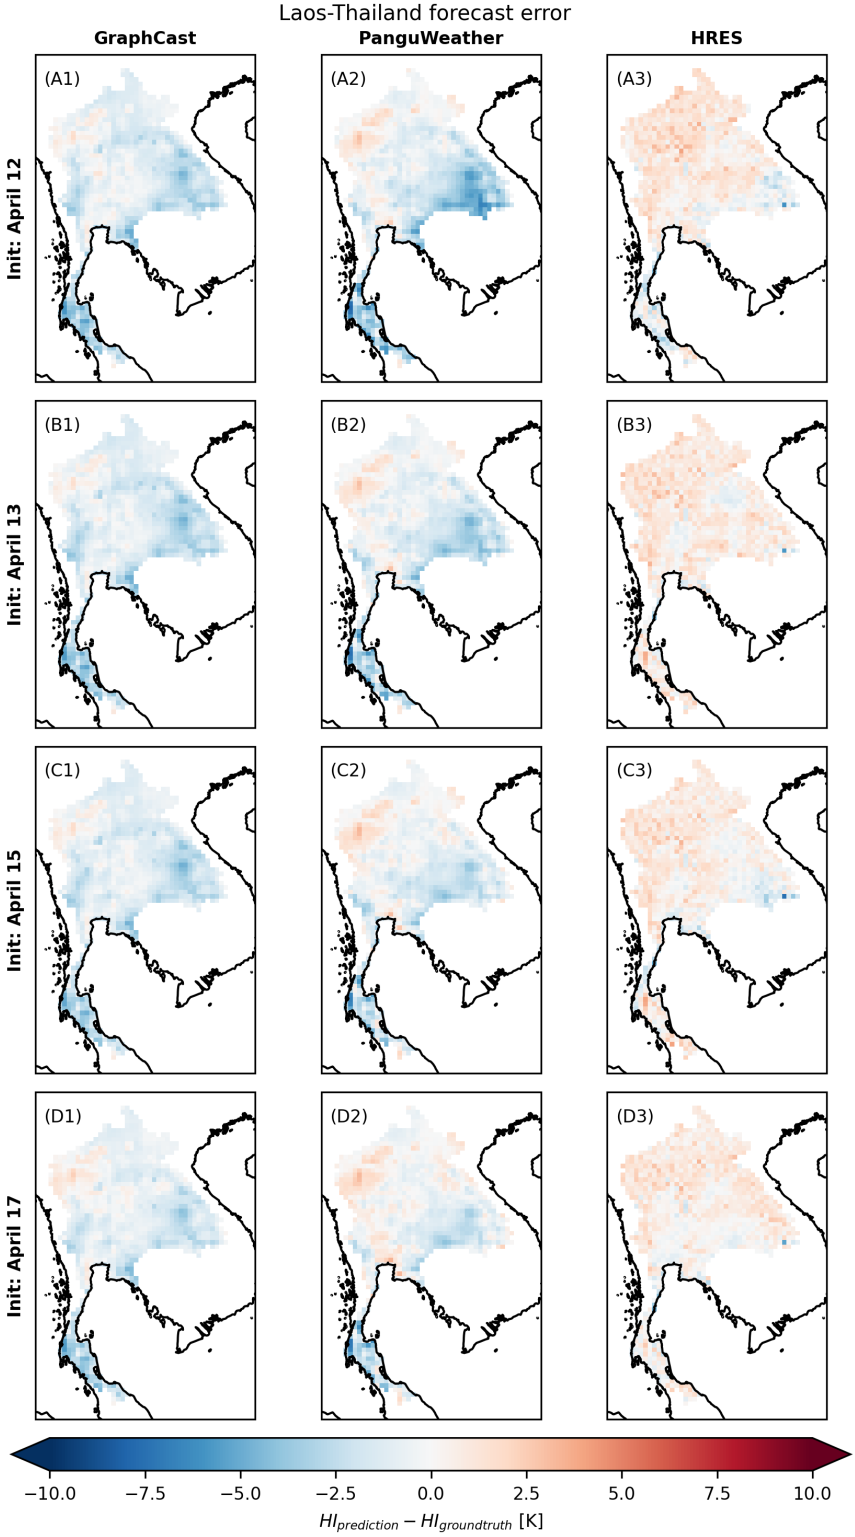 Laos-Thailand forecast error
GraphCast PanguWeather HRES
Init: April 12
(A1) (A2) (A3)
Init: April 13
(B1) (B2) (B3)
Init: April 15
(C1) (C2) (C3)
Init: April 17
(D1) (D2) (D3)
−10.0 −7.5 −5.0 −2.5 0.0 2.5 5.0 7.5 10.0
HI_prediction − HI_groundtruth [K]